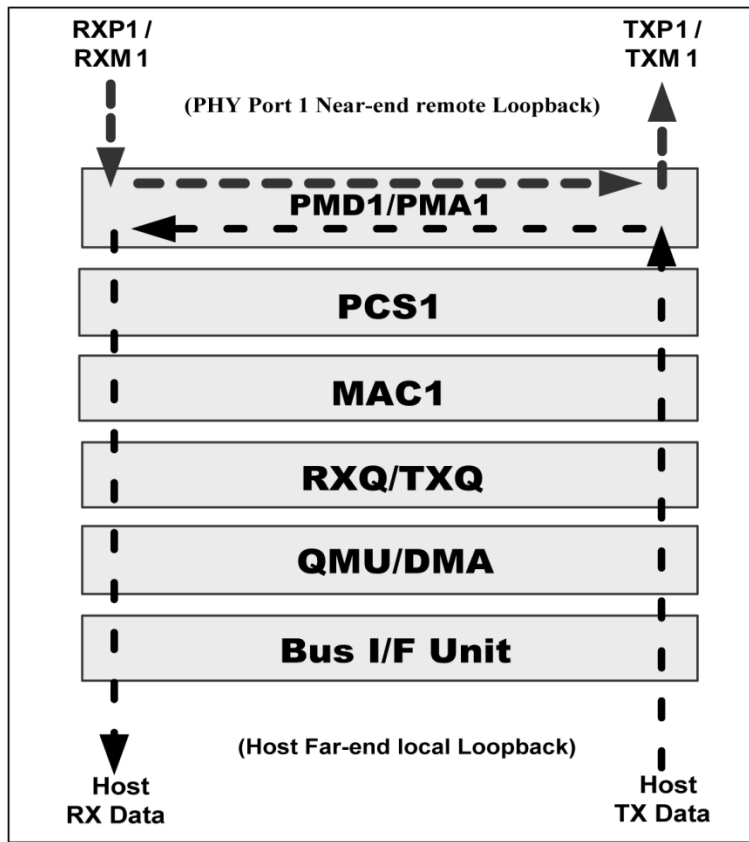 RXP1 /
RXM1
TXP1 /
TXM1
(PHY Port 1 Near-end remote Loopback)
PMD1/PMA1
PCS1
MAC1
RXQ/TXQ
QMU/DMA
Bus I/F Unit
(Host Far-end local Loopback)
Host
RX Data
Host
TX Data